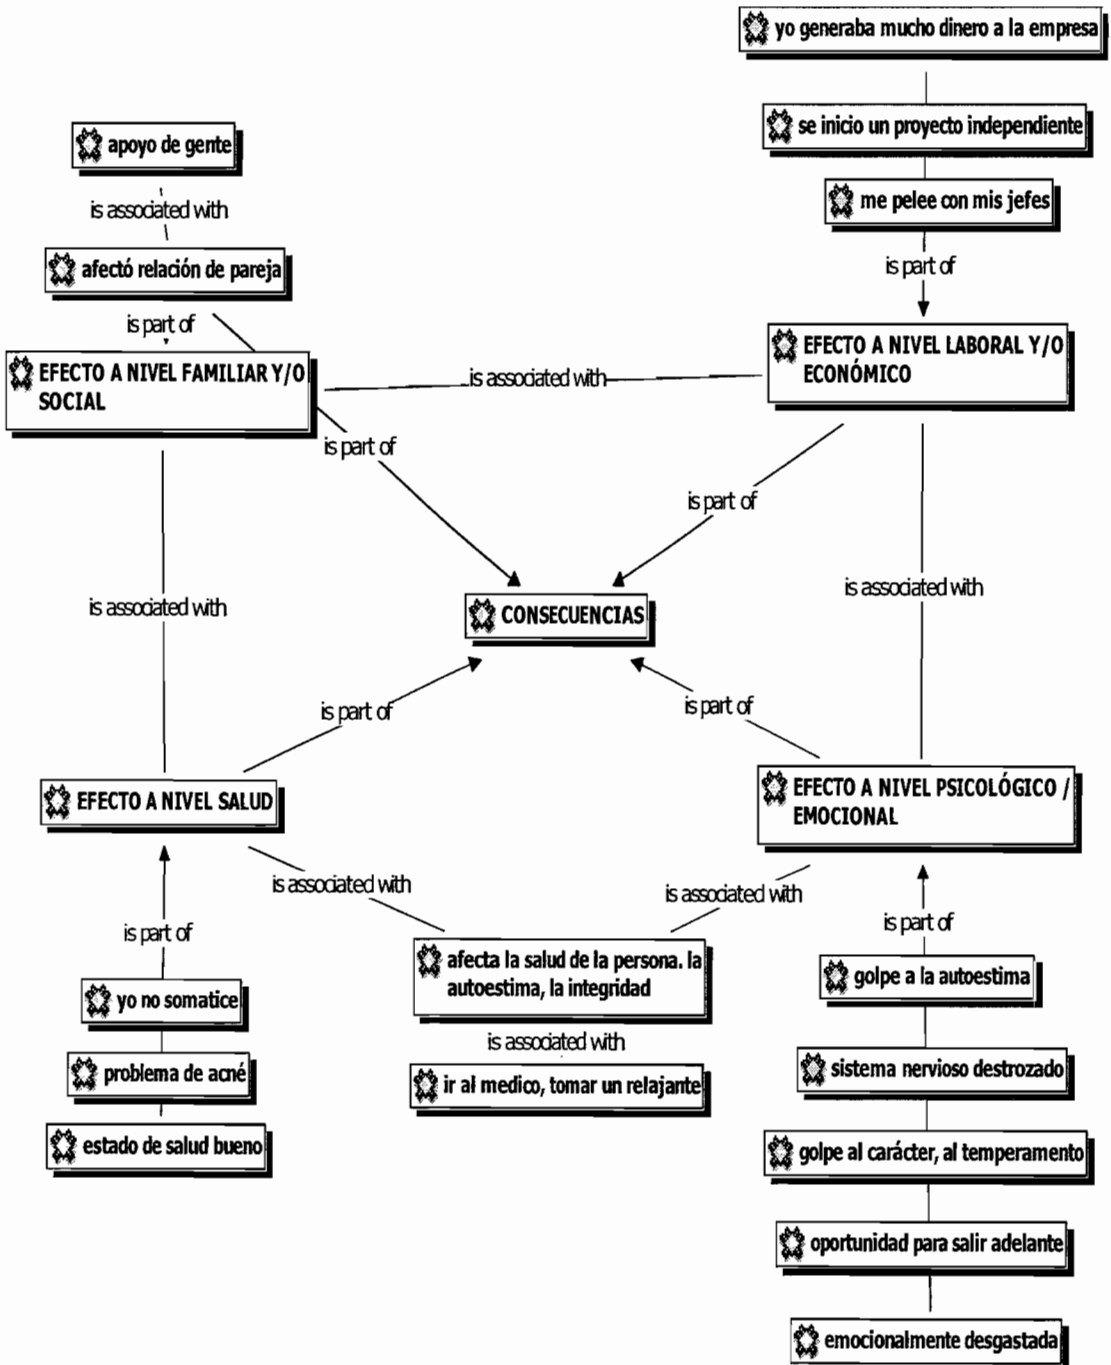 yo generaba mucho dinero a la empresa
se inicio un proyecto independiente
apoyo de gente
me pelee con mis jefes
is associated with
afectó relación de pareja
is part of
is part of
EFECTO A NIVEL FAMILIAR Y/O
SOCIAL
is associated with
EFECTO A NIVEL LABORAL Y/O
ECONÓMICO
is part of
is part of
is associated with
is associated with
CONSECUENCIAS
is part of
is part of
EFECTO A NIVEL SALUD
EFECTO A NIVEL PSICOLÓGICO /
EMOCIONAL
is associated with
is associated with
is part of
is part of
afecta la salud de la persona. la
autoestima, la integridad
golpe a la autoestima
yo no somatice
is associated with
problema de acné
ir al medico, tomar un relajante
sistema nervioso destrozado
estado de salud bueno
golpe al carácter, al temperamento
oportunidad para salir adelante
emocionalmente desgastada